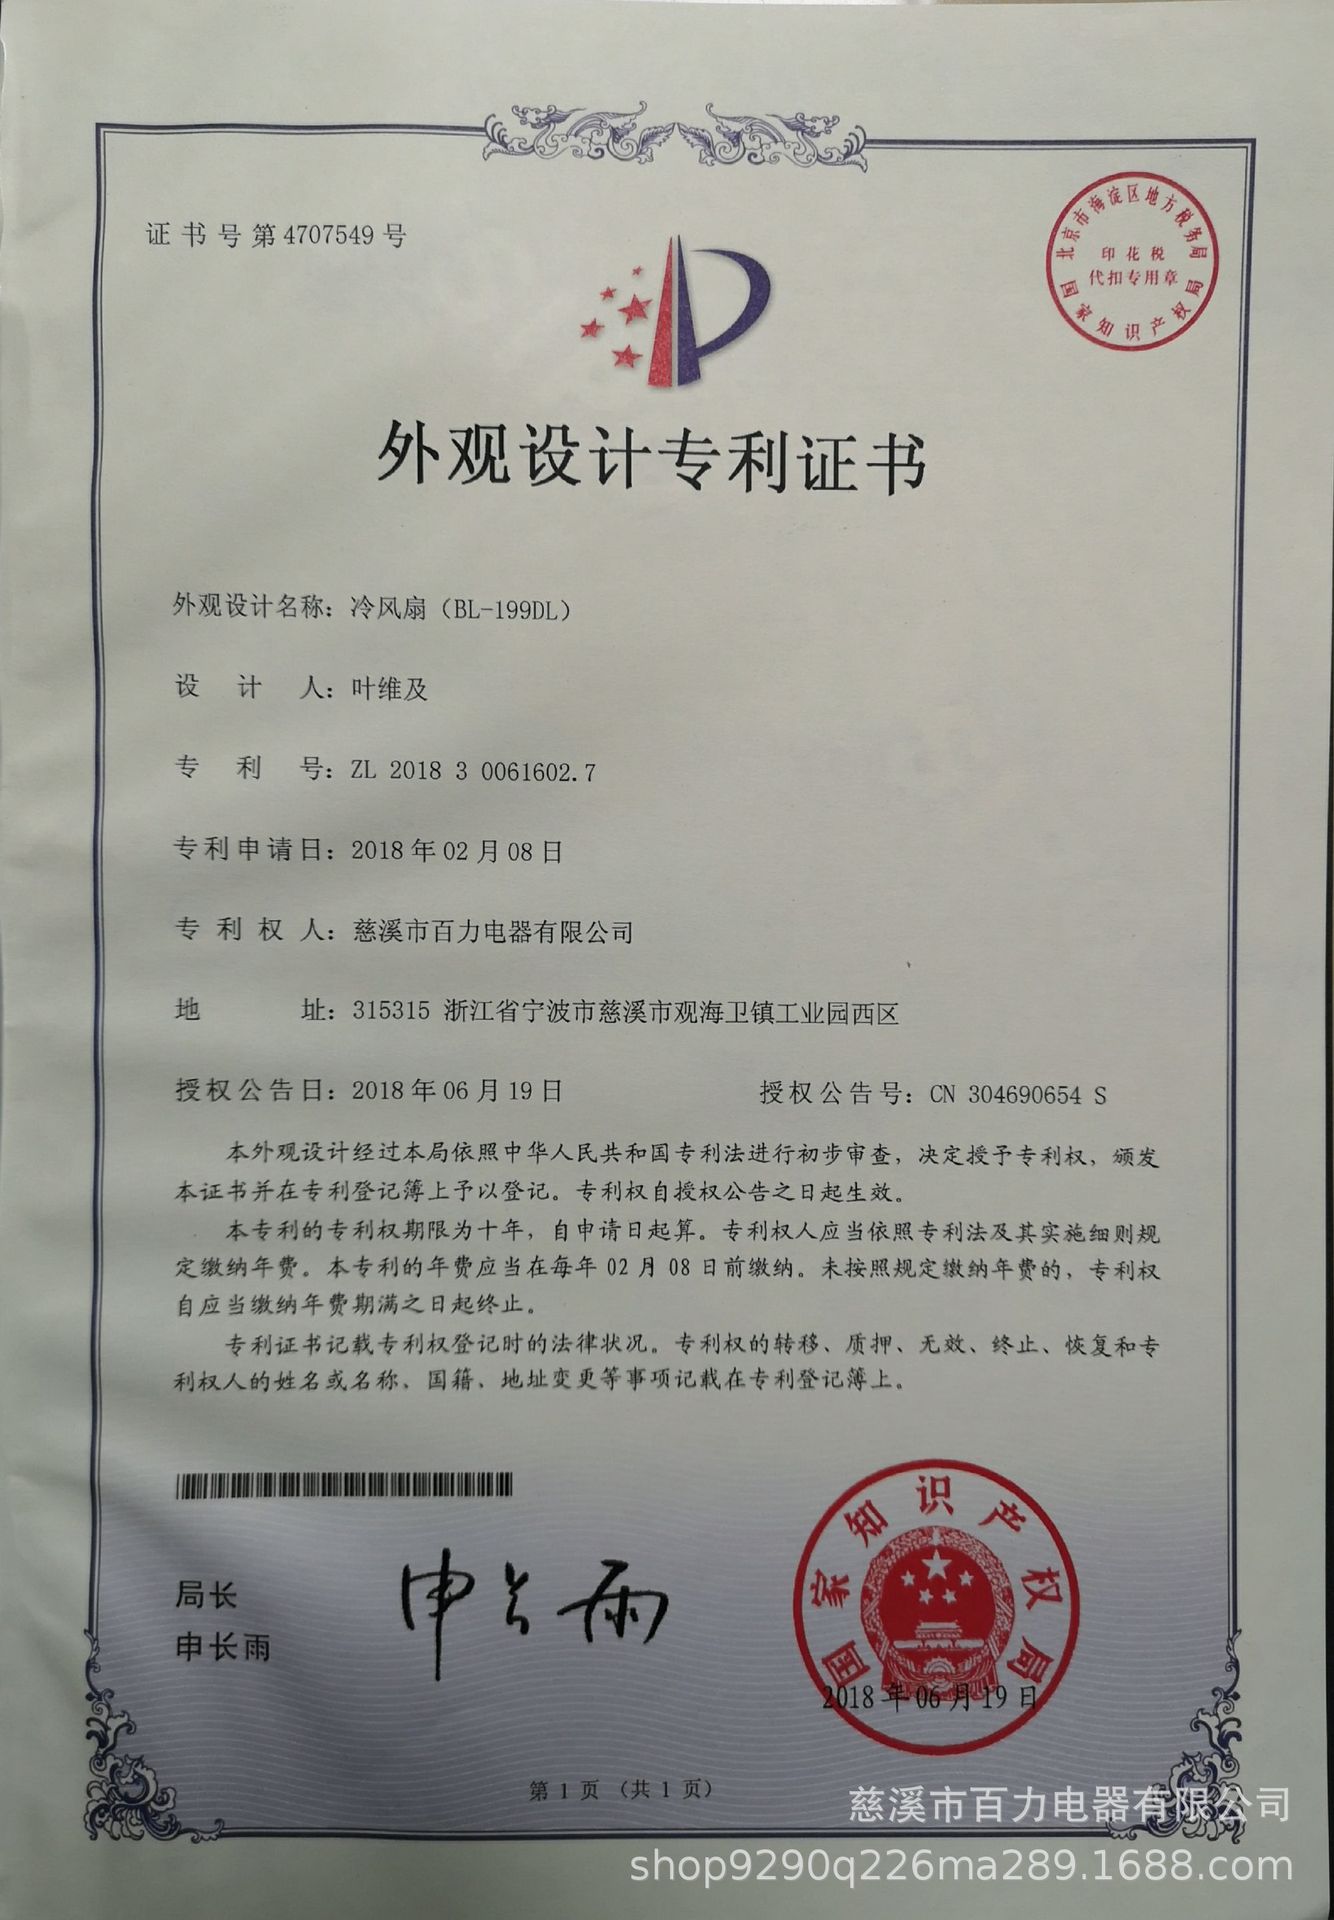 证书号第4707549号
北京市海淀区地方税务局
印花税
代扣专用章
国家知识产权局
外观设计专利证书
外观设计名称：冷风扇（BL-199DL）
设计人：叶维及
专利号：ZL 2018 3 0061602.7
专利申请日：2018年02月08日
专利权人：慈溪市百力电器有限公司
地址：315315 浙江省宁波市慈溪市观海卫镇工业园西区
授权公告日：2018年06月19日 授权公告号：CN 304690654 S
本外观设计经过本局依照中华人民共和国专利法进行初步审查，决定授予专利权，颁发
本证书并在专利登记簿上予以登记。专利权自授权公告之日起生效。
本专利的专利权期限为十年，自申请日起算。专利权人应当依照专利法及其实施细则规
定缴纳年费。本专利的年费应当在每年02月08日前缴纳。未按照规定缴纳年费的，专利权
自应当缴纳年费期满之日起终止。
专利证书记载专利权登记时的法律状况。专利权的转移、质押、无效、终止、恢复和专
利权人的姓名或名称、国籍、地址变更等事项记载在专利登记簿上。
局长
申长雨
申长雨
国家知识产权局
2018年06月19日
第1页（共1页）
慈溪市百力电器有限公司
shop9290q226ma289.1688.com